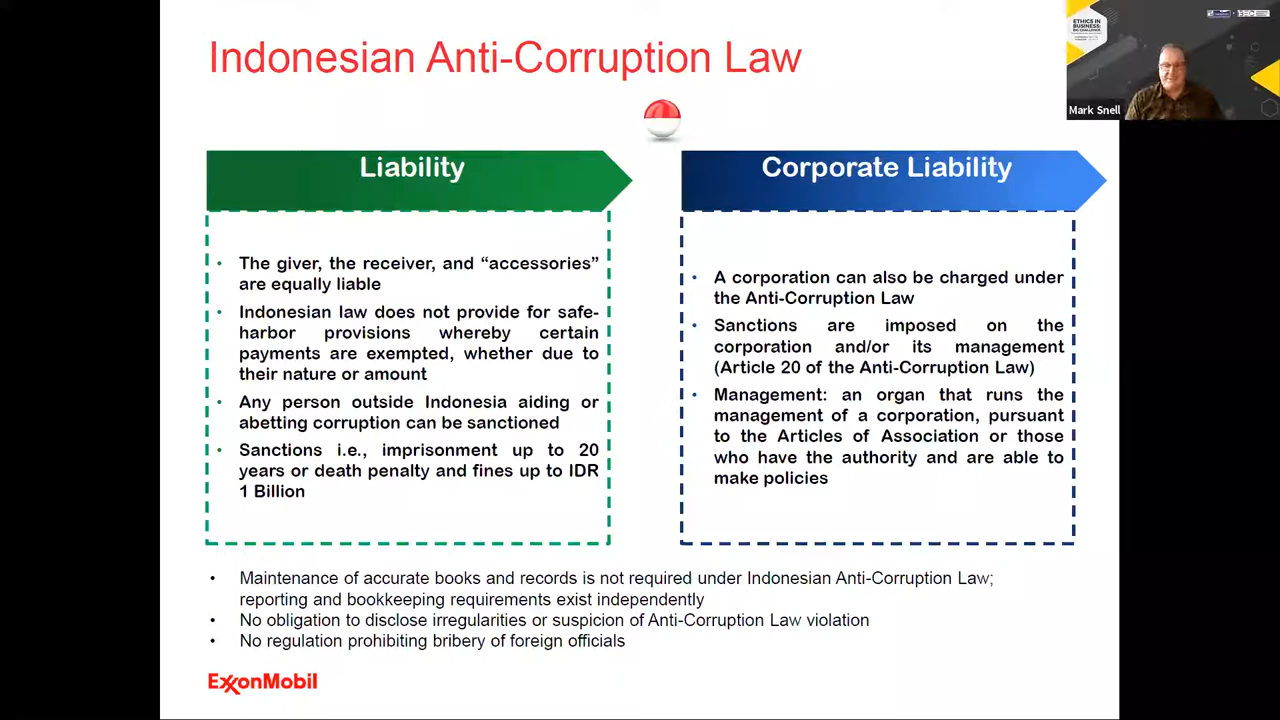 Indonesian Anti-Corruption Law
ETHICS IN
BUSINESS:
Mark Snell
Liability
The giver, the receiver, and “accessories”
are equally liable
Indonesian law does not provide for safe-
harbor provisions whereby certain
payments are exempted, whether due to
their nature or amount
Any person outside Indonesia aiding or
abetting corruption can be sanctioned
Sanctions i.e., imprisonment up to 20
years or death penalty and fines up to IDR
1 Billion
Corporate Liability
A corporation can also be charged under
the Anti-Corruption Law
Sanctions are imposed on the
corporation and/or its management
(Article 20 of the Anti-Corruption Law)
Management: an organ that runs the
management of a corporation, pursuant
to the Articles of Association or those
who have the authority and are able to
make policies
Maintenance of accurate books and records is not required under Indonesian Anti-Corruption Law;
reporting and bookkeeping requirements exist independently
No obligation to disclose irregularities or suspicion of Anti-Corruption Law violation
No regulation prohibiting bribery of foreign officials
ExxonMobil